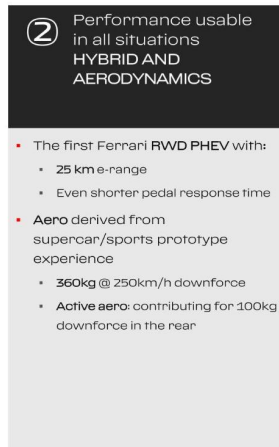 ② Performance usable
in all situations
HYBRID AND
AERODYNAMICS
▪ The first Ferrari RWD PHEV with:
▪ 25 km e-range
▪ Even shorter pedal response time
▪ Aero derived from
supercar/sports prototype
experience
▪ 360kg @ 250km/h downforce
▪ Active aero: contributing for 100kg
downforce in the rear